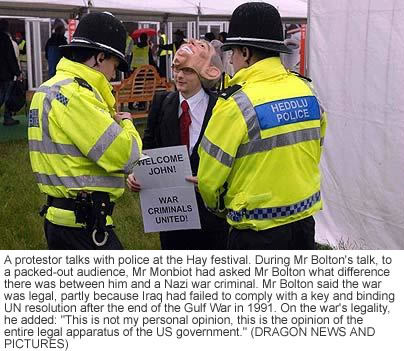 HEDDLU
POLICE
WELCOME
JOHN!
WAR
CRIMINALS
UNITED!
A protestor talks with police at the Hay festival. During Mr Bolton's talk, to
a packed-out audience, Mr Monbiot had asked Mr Bolton what difference
there was between him and a Nazi war criminal. Mr Bolton said the war
was legal, partly because Iraq had failed to comply with a key and binding
UN resolution after the end of the Gulf War in 1991. On the war's legality,
he added: "This is not my personal opinion, this is the opinion of the
entire legal apparatus of the US government." (DRAGON NEWS AND
PICTURES)